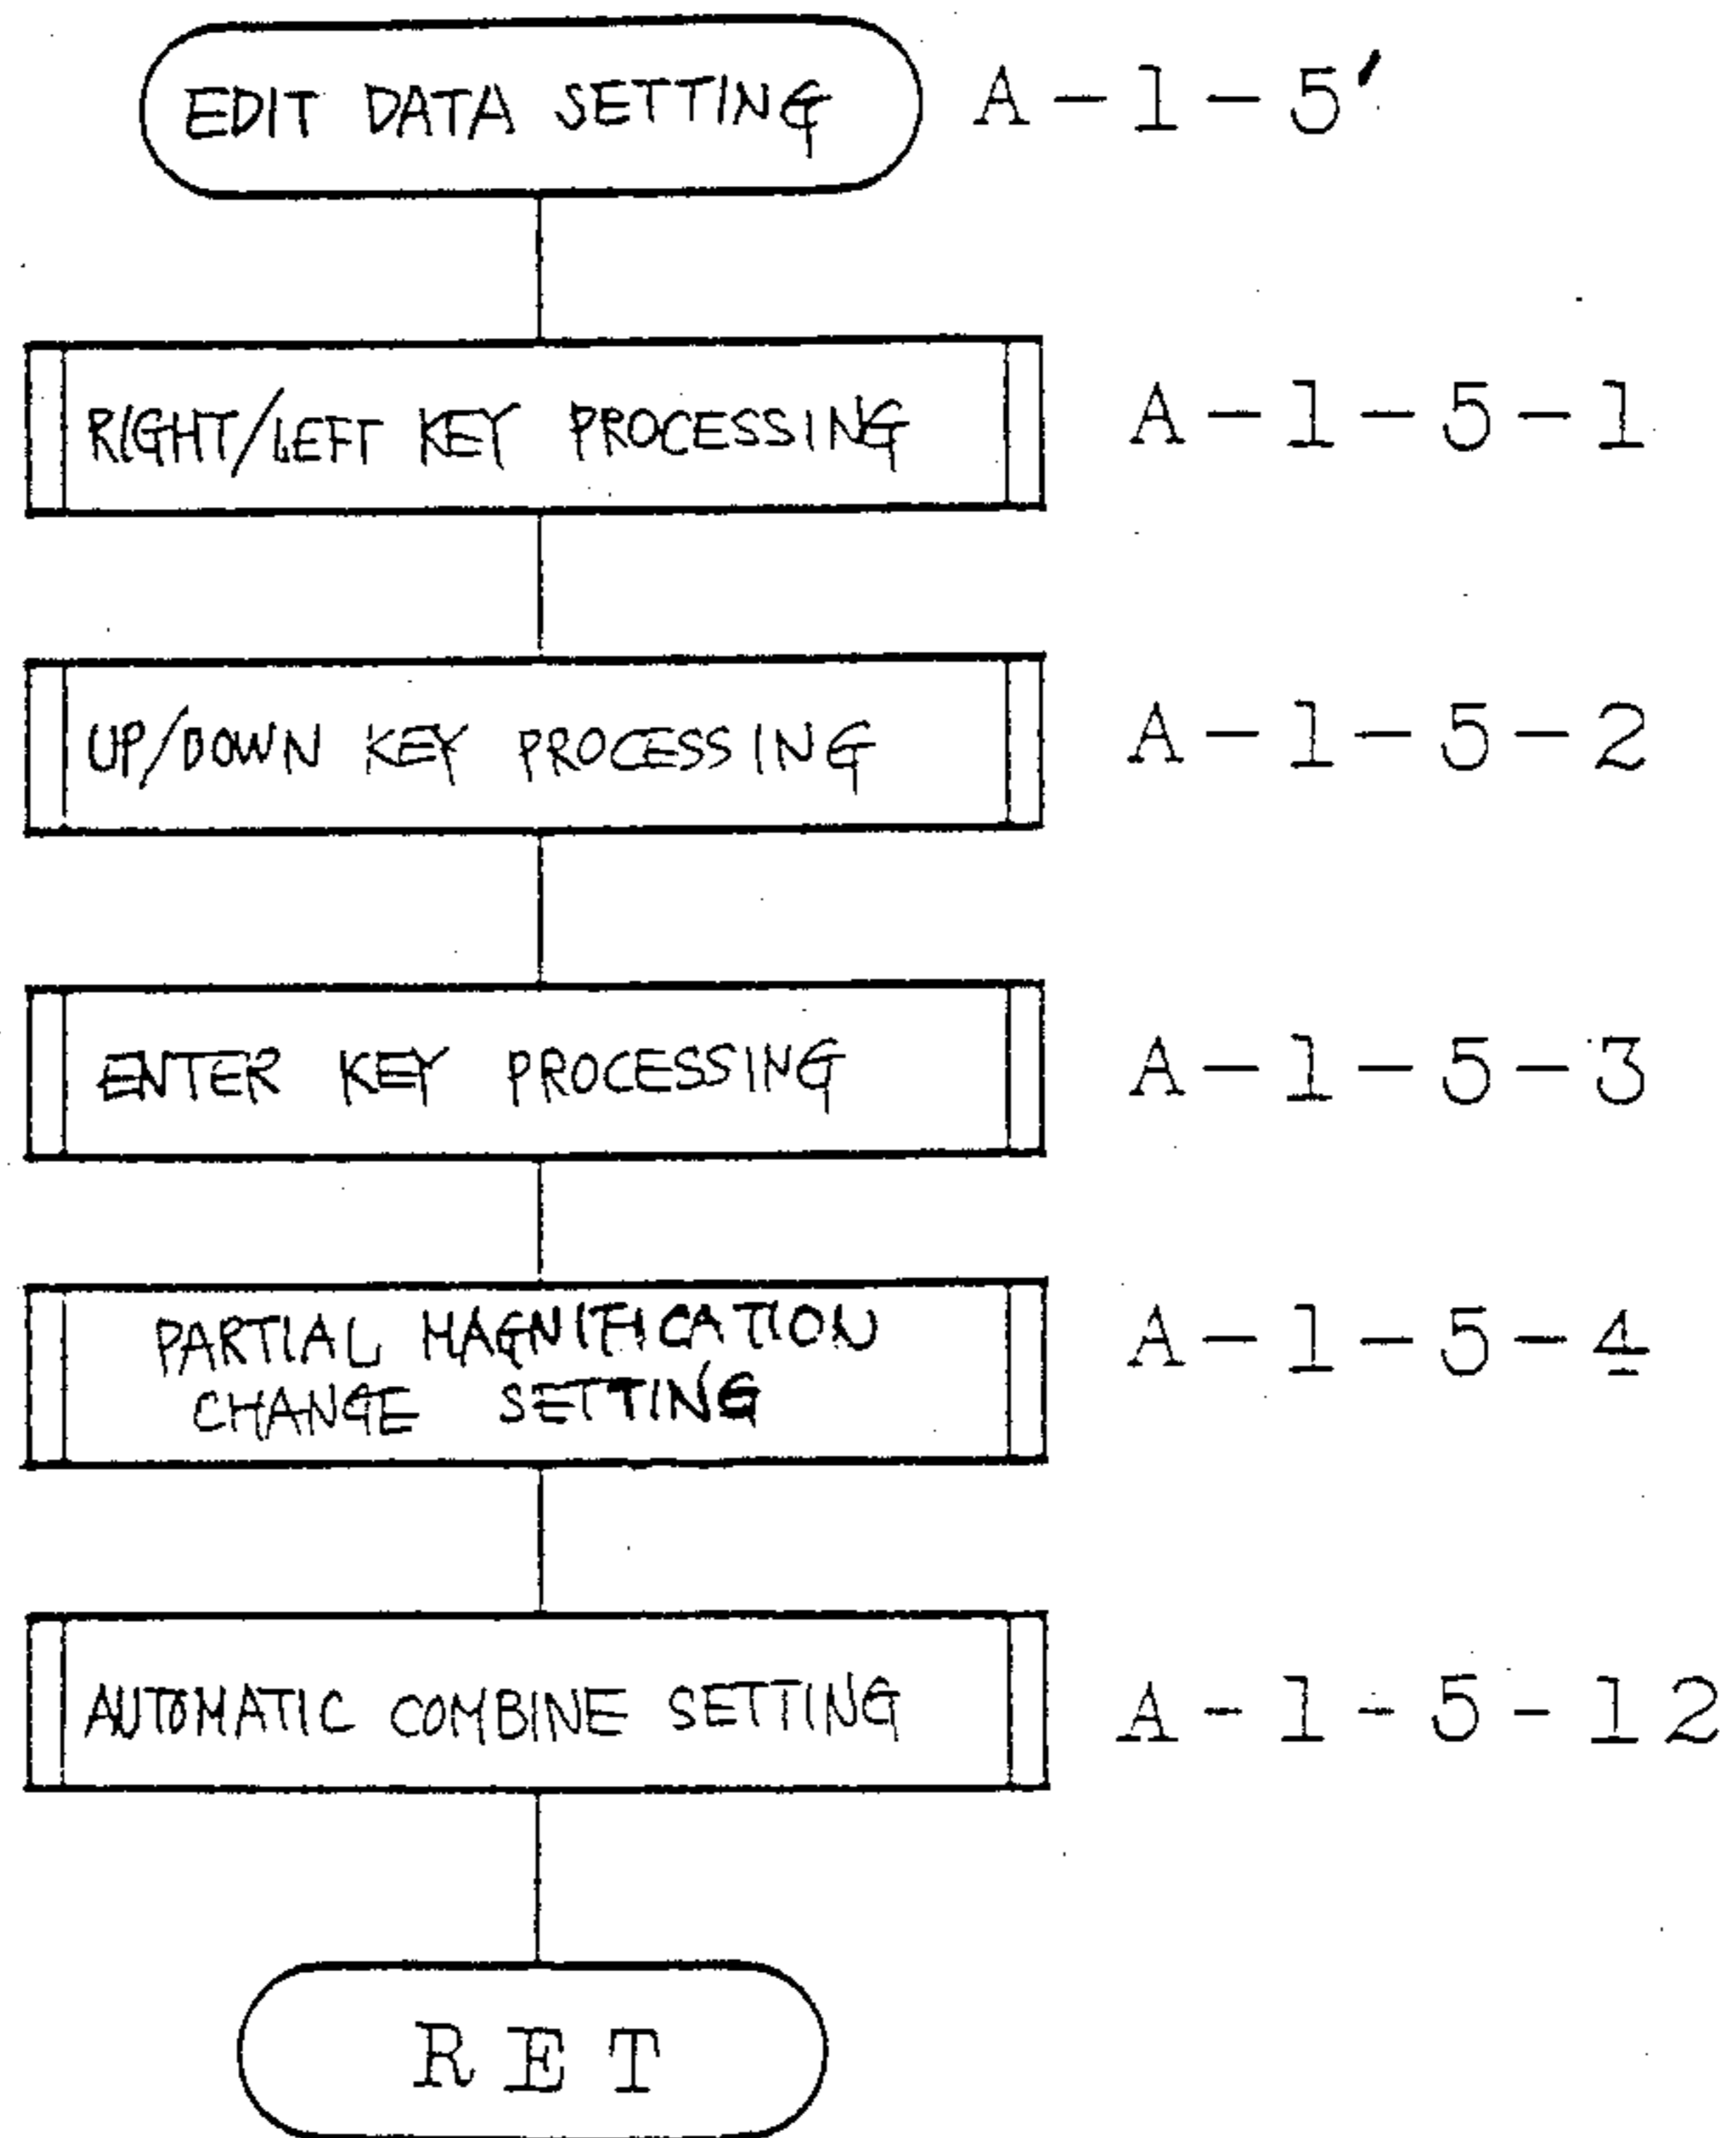 EDIT DATA SETTING A-1-5'
RIGHT/LEFT KEY PROCESSING A-1-5-1
UP/DOWN KEY PROCESSING A-1-5-2
ENTER KEY PROCESSING A-1-5-3
PARTIAL MAGNIFICATION A-1-5-4
CHANGE SETTING
AUTOMATIC COMBINE SETTING A-1-5-12
RET